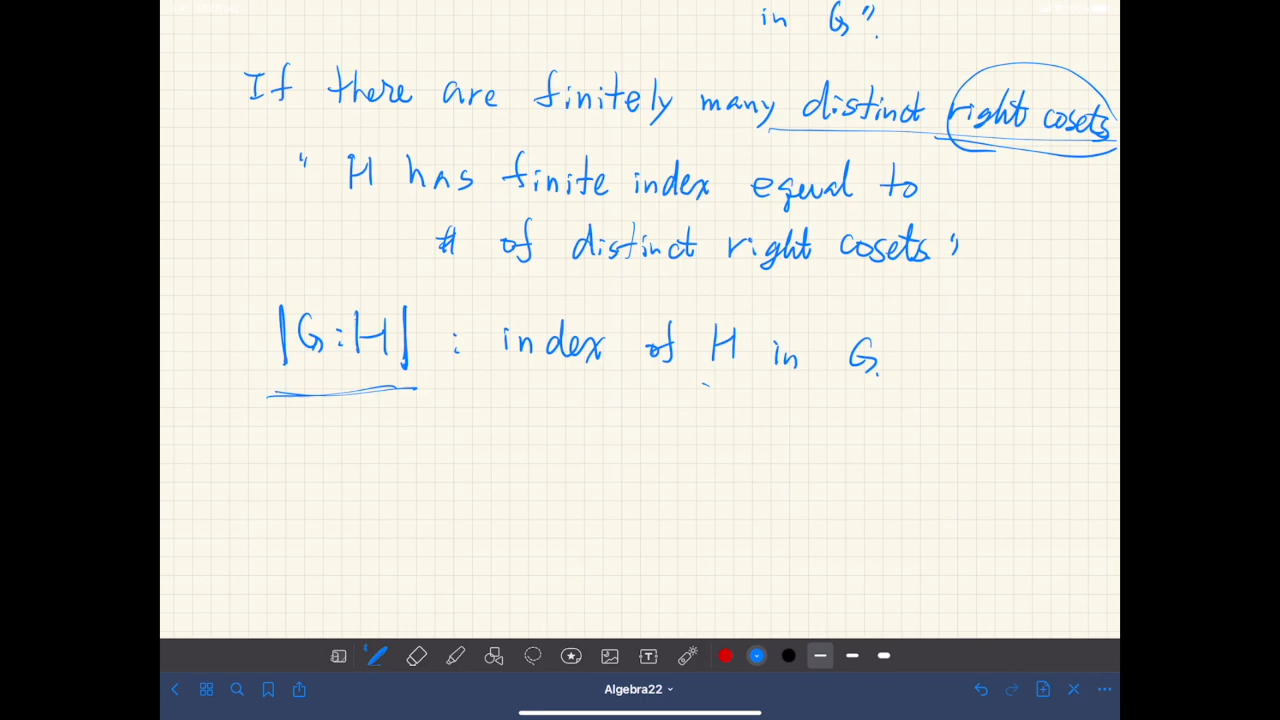 in G".
If there are finitely many distinct right cosets
" H has finite index equal to
# of distinct right cosets "
|G:H| : index of H in G.
Algebra22